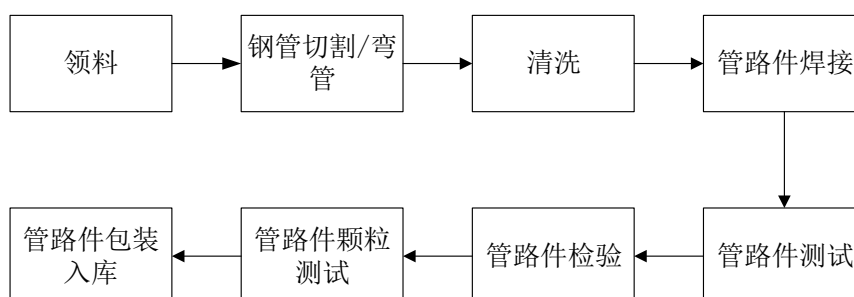 领料
钢管切割/弯
管
清洗
管路件焊接
管路件测试
管路件检验
管路件颗粒
测试
管路件包装
入库